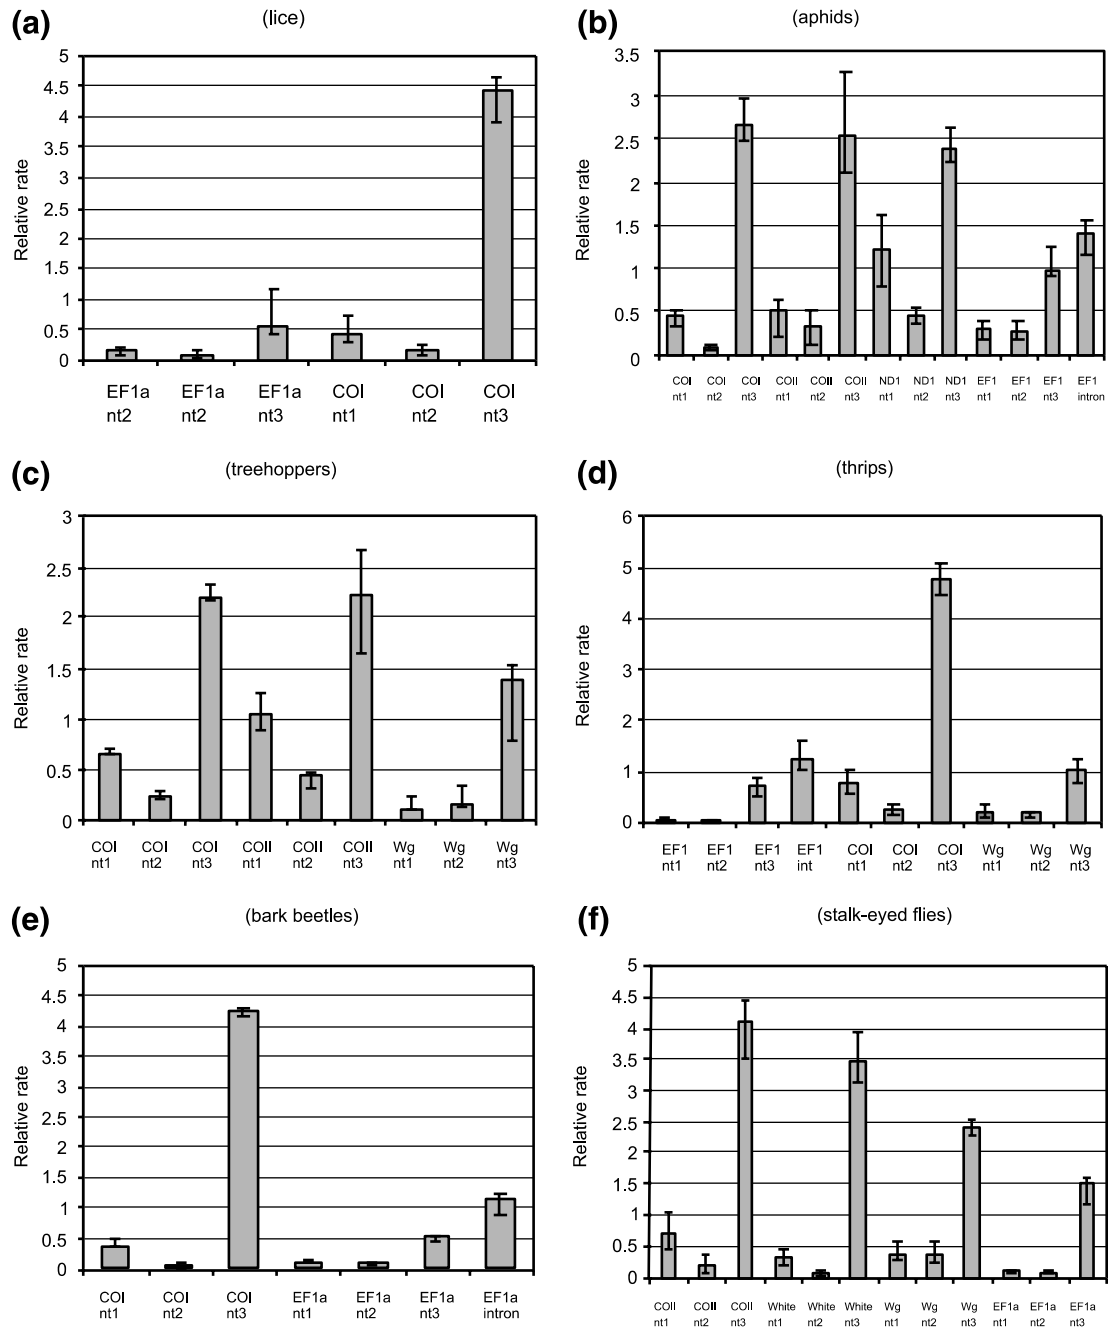 (a) (lice)
Relative rate
5
4.5
4
3.5
3
2.5
2
1.5
1
0.5
0
EF1a EF1a EF1a COI COI COI
nt2 nt2 nt3 nt1 nt2 nt3
(b) (aphids)
Relative rate
3.5
3
2.5
2
1.5
1
0.5
0
COI COI COI COII COII COII ND1 ND1 ND1 EF1 EF1 EF1 EF1
nt1 nt2 nt3 nt1 nt2 nt3 nt1 nt2 nt3 nt1 nt2 nt3 intron
(c) (treehoppers)
Relative rate
3
2.5
2
1.5
1
0.5
0
COI COI COI COII COII COII Wg Wg Wg
nt1 nt2 nt3 nt1 nt2 nt3 nt1 nt2 nt3
(d) (thrips)
Relative rate
6
5
4
3
2
1
0
EF1 EF1 EF1 EF1 COI COI COI Wg Wg Wg
nt1 nt2 nt3 int nt1 nt2 nt3 nt1 nt2 nt3
(e) (bark beetles)
Relative rate
5
4.5
4
3.5
3
2.5
2
1.5
1
0.5
0
COI COI COI EF1a EF1a EF1a EF1a
nt1 nt2 nt3 nt1 nt2 nt3 intron
(f) (stalk-eyed flies)
Relative rate
5
4.5
4
3.5
3
2.5
2
1.5
1
0.5
0
COII COII COII White White White Wg Wg Wg EF1a EF1a EF1a
nt1 nt2 nt3 nt1 nt2 nt3 nt1 nt2 nt3 nt1 nt2 nt3